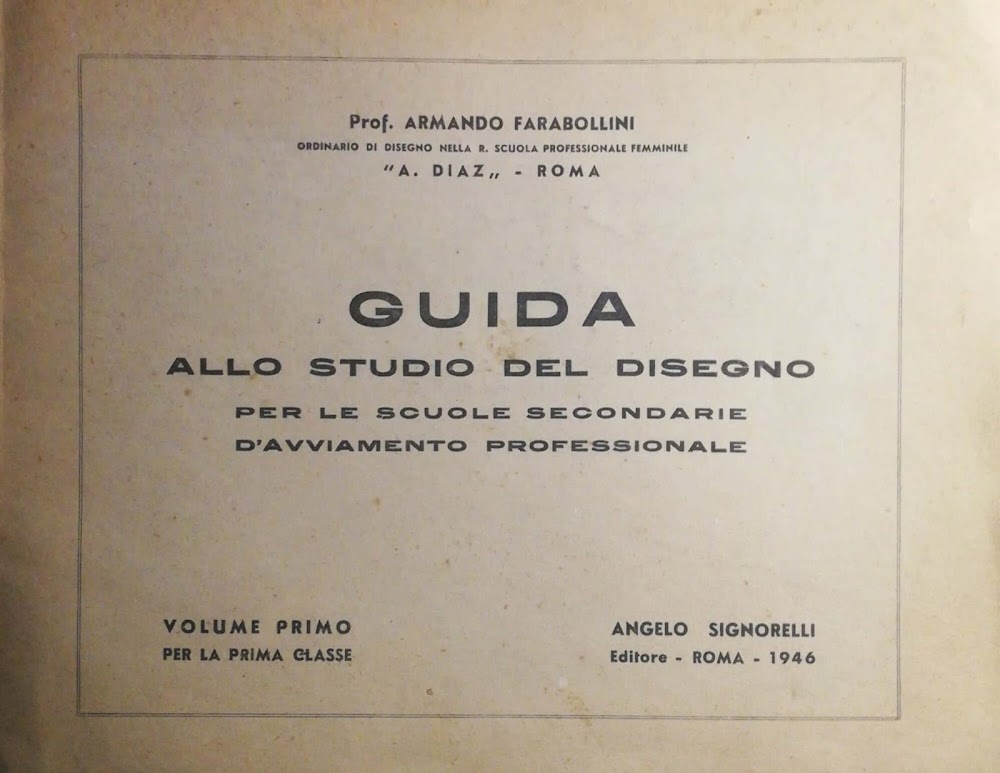 Prof. ARMANDO FARABOLLINI
ORDINARIO DI DISEGNO NELLA R. SCUOLA PROFESSIONALE FEMMINILE
"A. DIAZ„ - ROMA
GUIDA
ALLO STUDIO DEL DISEGNO
PER LE SCUOLE SECONDARIE
D'AVVIAMENTO PROFESSIONALE
VOLUME PRIMO
PER LA PRIMA CLASSE
ANGELO SIGNORELLI
Editore - ROMA - 1946